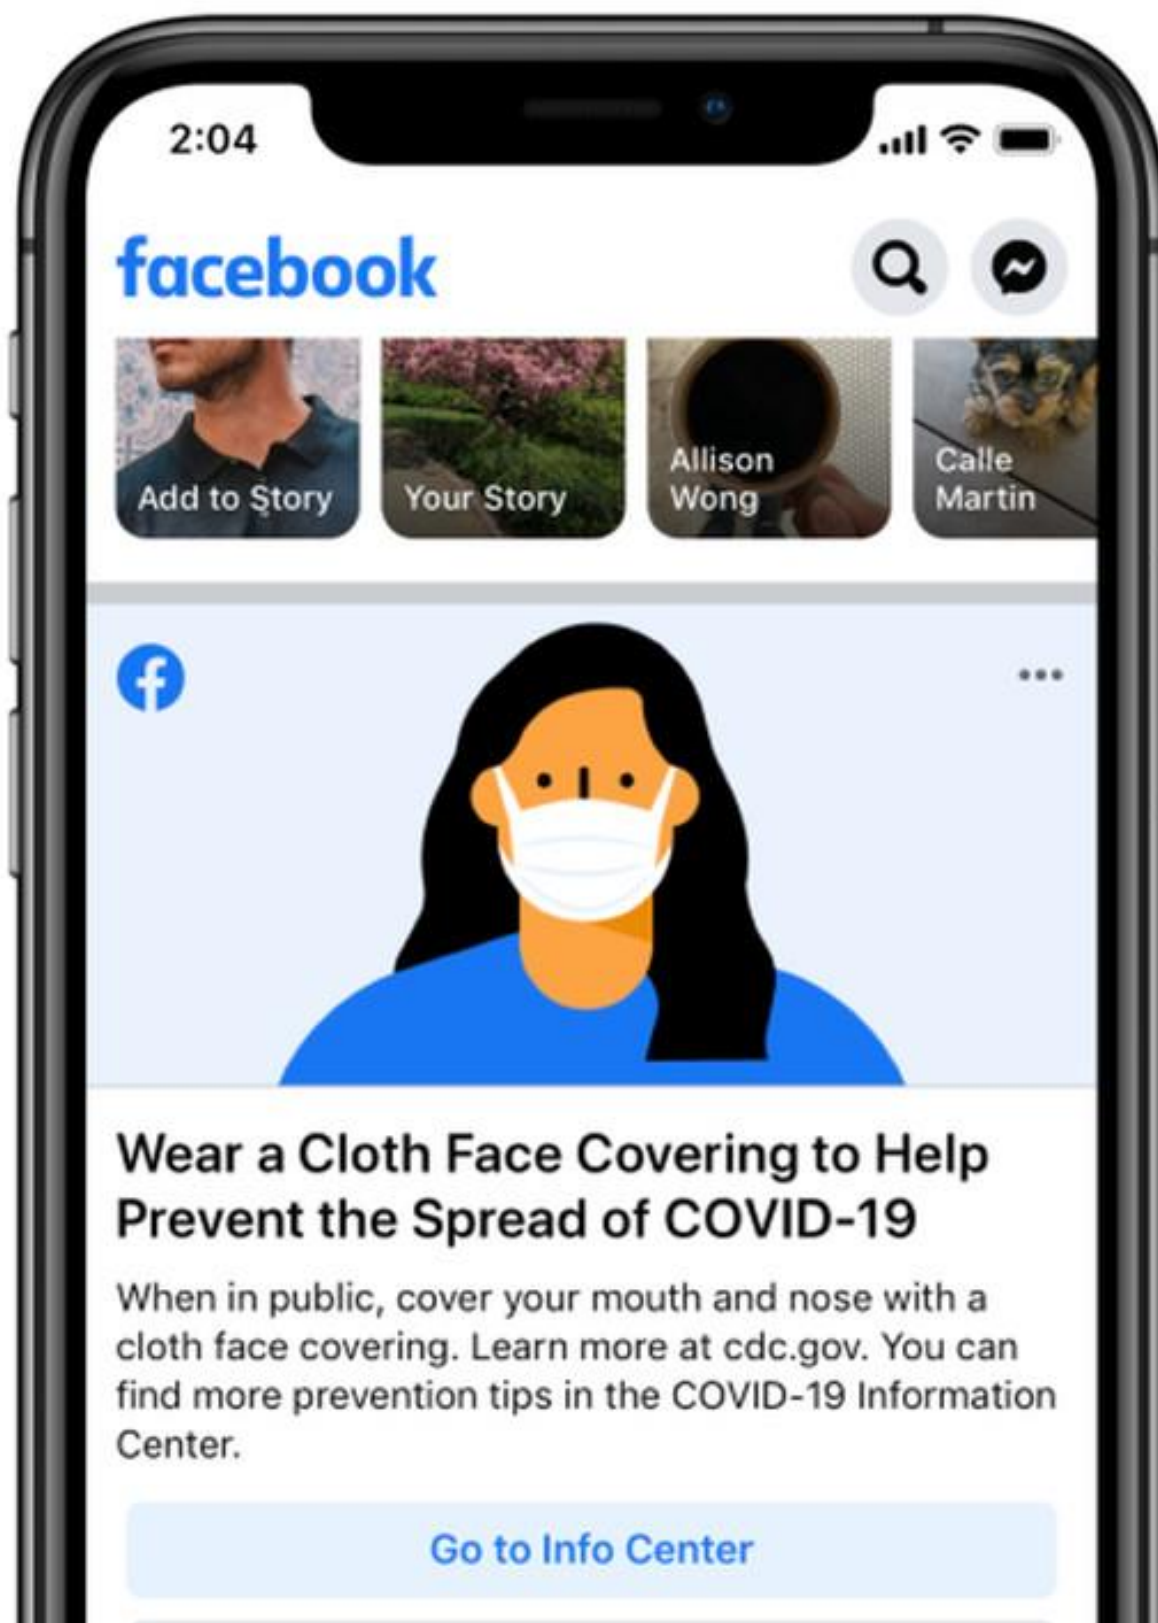 2:04
facebook
Add to Story
Your Story
Allison
Wong
Calle
Martin
Wear a Cloth Face Covering to Help
Prevent the Spread of COVID-19
When in public, cover your mouth and nose with a
cloth face covering. Learn more at cdc.gov. You can
find more prevention tips in the COVID-19 Information
Center.
Go to Info Center